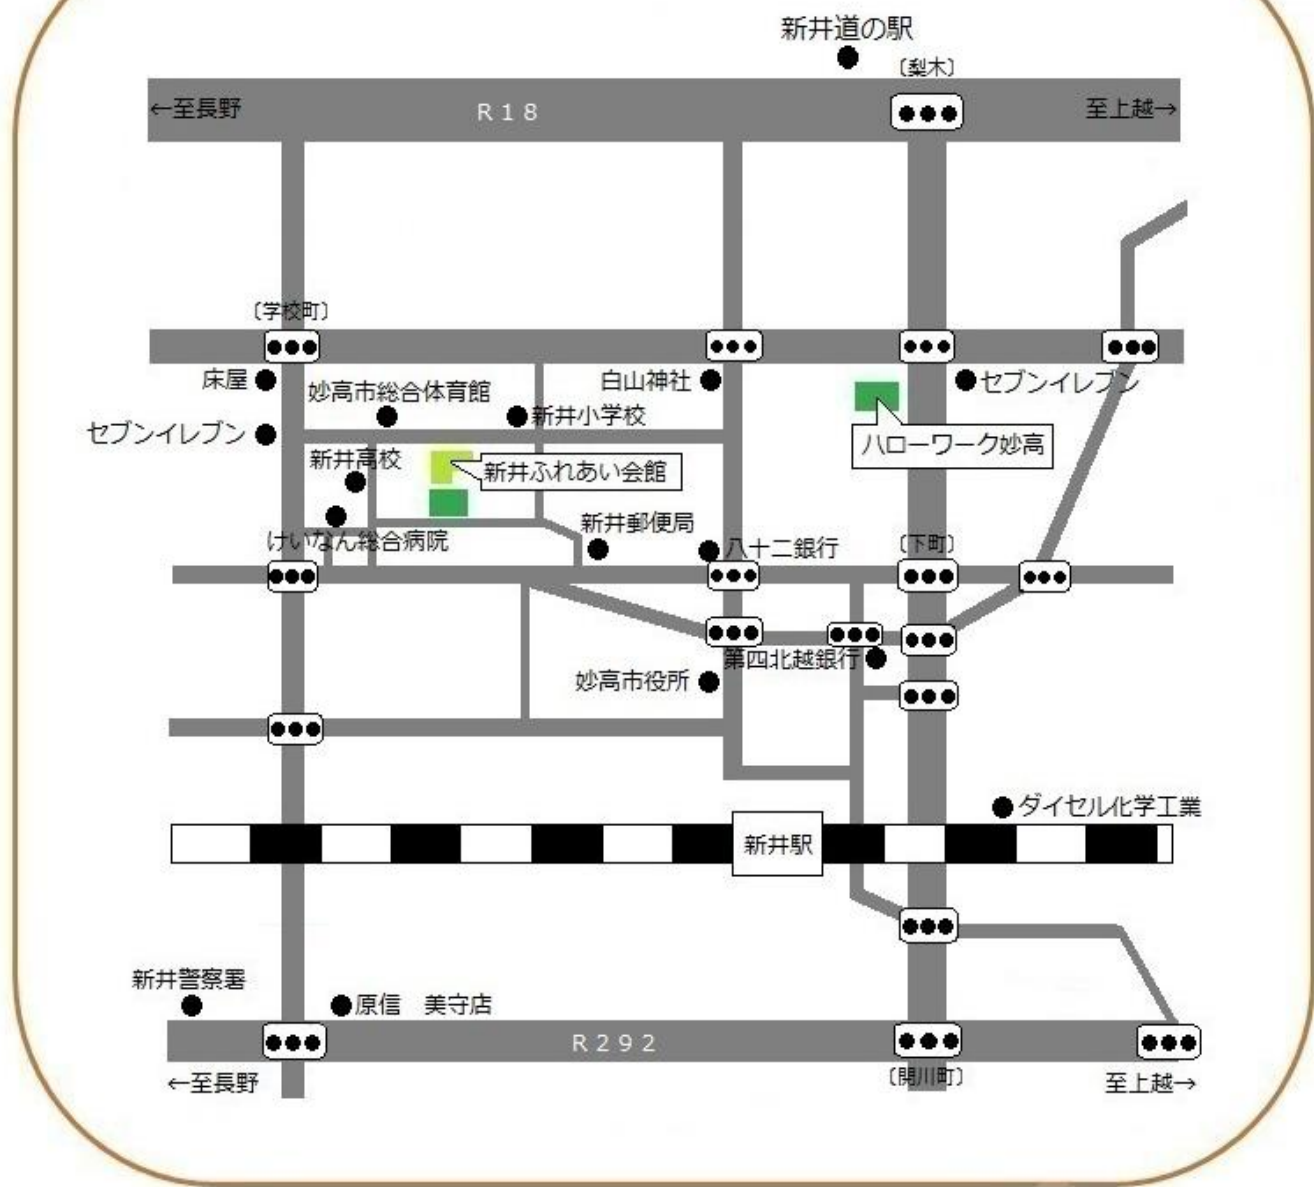 新井道の駅
〔梨木〕
←至長野
R18
至上越→
〔学校町〕
床屋
妙高市総合体育館
白山神社
セブンイレブン
新井小学校
セブンイレブン
ハローワーク妙高
新井高校
新井ふれあい会館
新井郵便局
けいなん総合病院
八十二銀行
〔下町〕
第四北越銀行
妙高市役所
ダイセル化学工業
新井駅
新井警察署
原信 美守店
R292
←至長野
〔開川町〕
至上越→